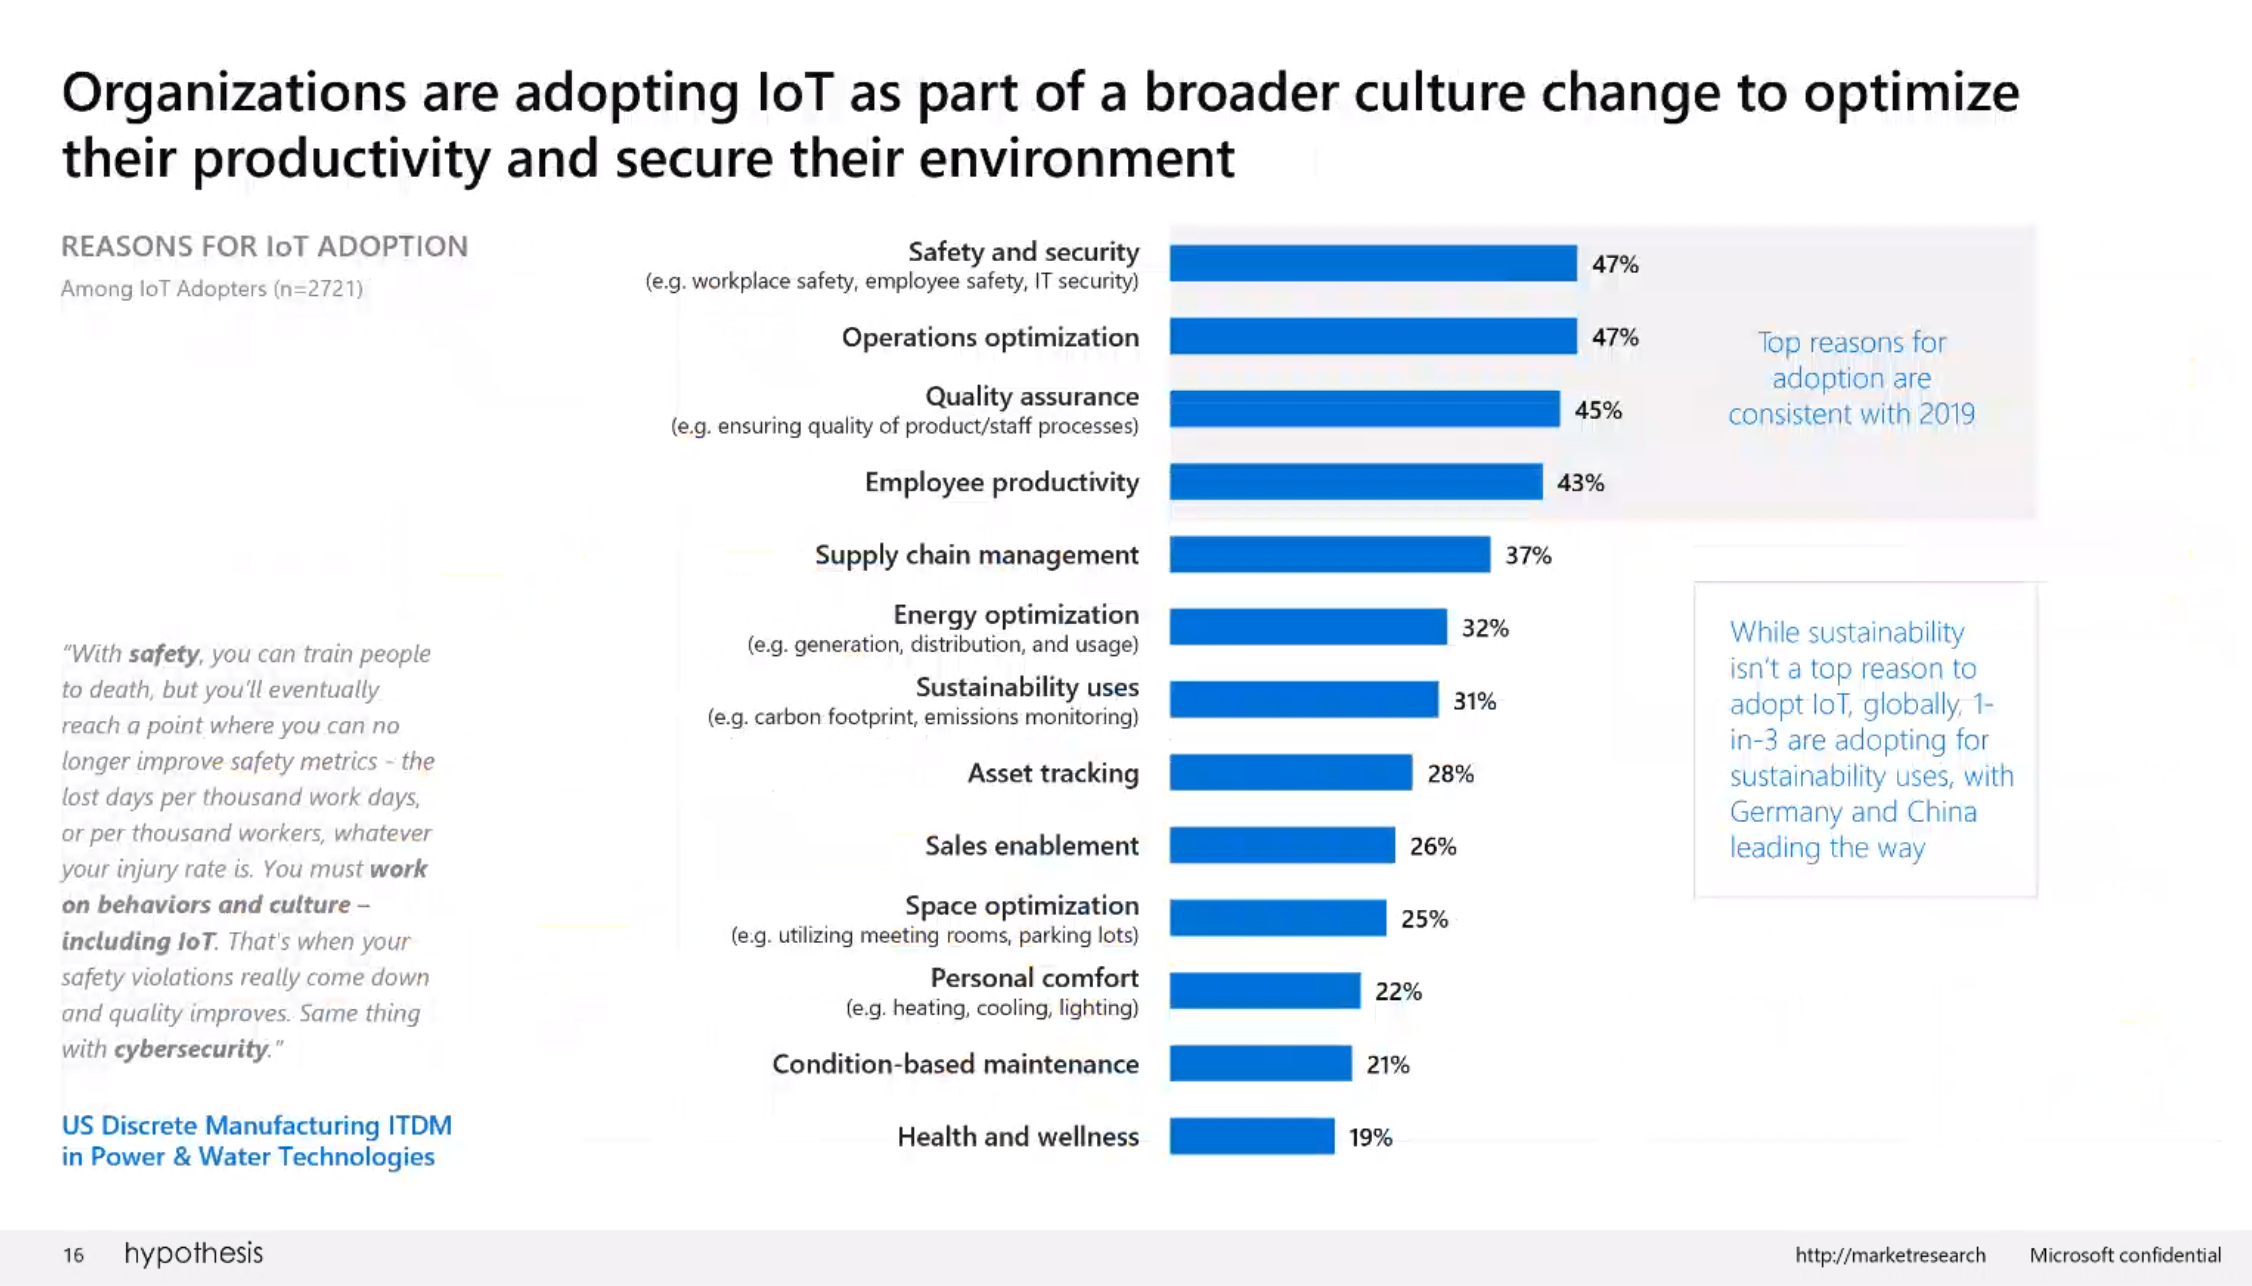 Organizations are adopting IoT as part of a broader culture change to optimize
their productivity and secure their environment
REASONS FOR IoT ADOPTION
Among IoT Adopters (n=2721)
Safety and security
(e.g. workplace safety, employee safety, IT security)
47%
Operations optimization
47%
Quality assurance
(e.g. ensuring quality of product/staff processes)
45%
Employee productivity
43%
Supply chain management
37%
Energy optimization
(e.g. generation, distribution, and usage)
32%
Sustainability uses
(e.g. carbon footprint, emissions monitoring)
31%
Asset tracking
28%
Sales enablement
26%
Space optimization
(e.g. utilizing meeting rooms, parking lots)
25%
Personal comfort
(e.g. heating, cooling, lighting)
22%
Condition-based maintenance
21%
Health and wellness
19%
Top reasons for
adoption are
consistent with 2019
While sustainability
isn't a top reason to
adopt IoT, globally, 1-
in-3 are adopting for
sustainability uses, with
Germany and China
leading the way
"With safety, you can train people
to death, but you'll eventually
reach a point where you can no
longer improve safety metrics - the
lost days per thousand work days,
or per thousand workers, whatever
your injury rate is. You must work
on behaviors and culture –
including IoT. That's when your
safety violations really come down
and quality improves. Same thing
with cybersecurity."
US Discrete Manufacturing ITDM
in Power & Water Technologies
16
hypothesis
http://marketresearch
Microsoft confidential